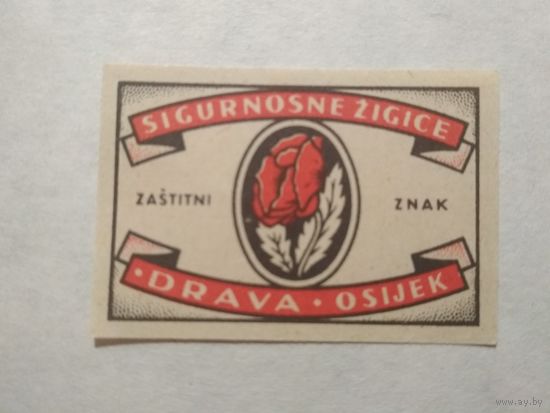 SIGURNOSNE ŽIGICE
ZAŠTITNI ZNAK
• DRAVA • OSIJEK
www.ay.by